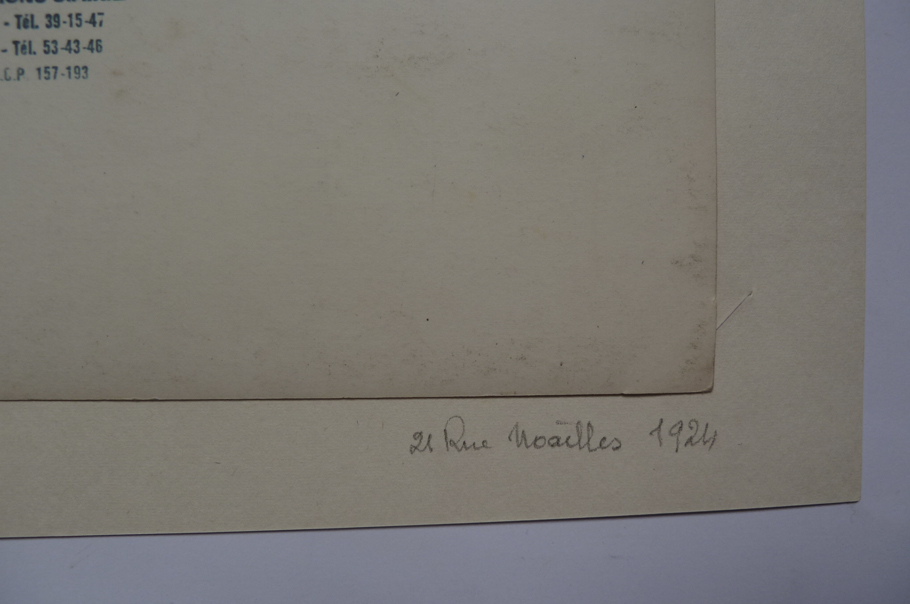 - Tél. 39-15-47
- Tél. 53-43-46
C.P. 157-193
21 Rue Noailles 1924